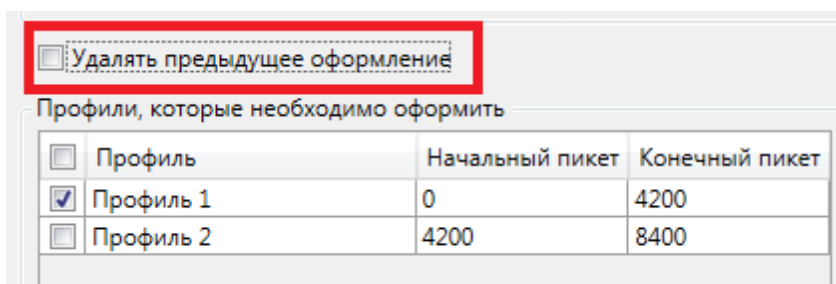 Удалять предыдущее оформление
Профили, которые необходимо оформить
Профиль Начальный пикет Конечный пикет
Профиль 1 0 4200
Профиль 2 4200 8400